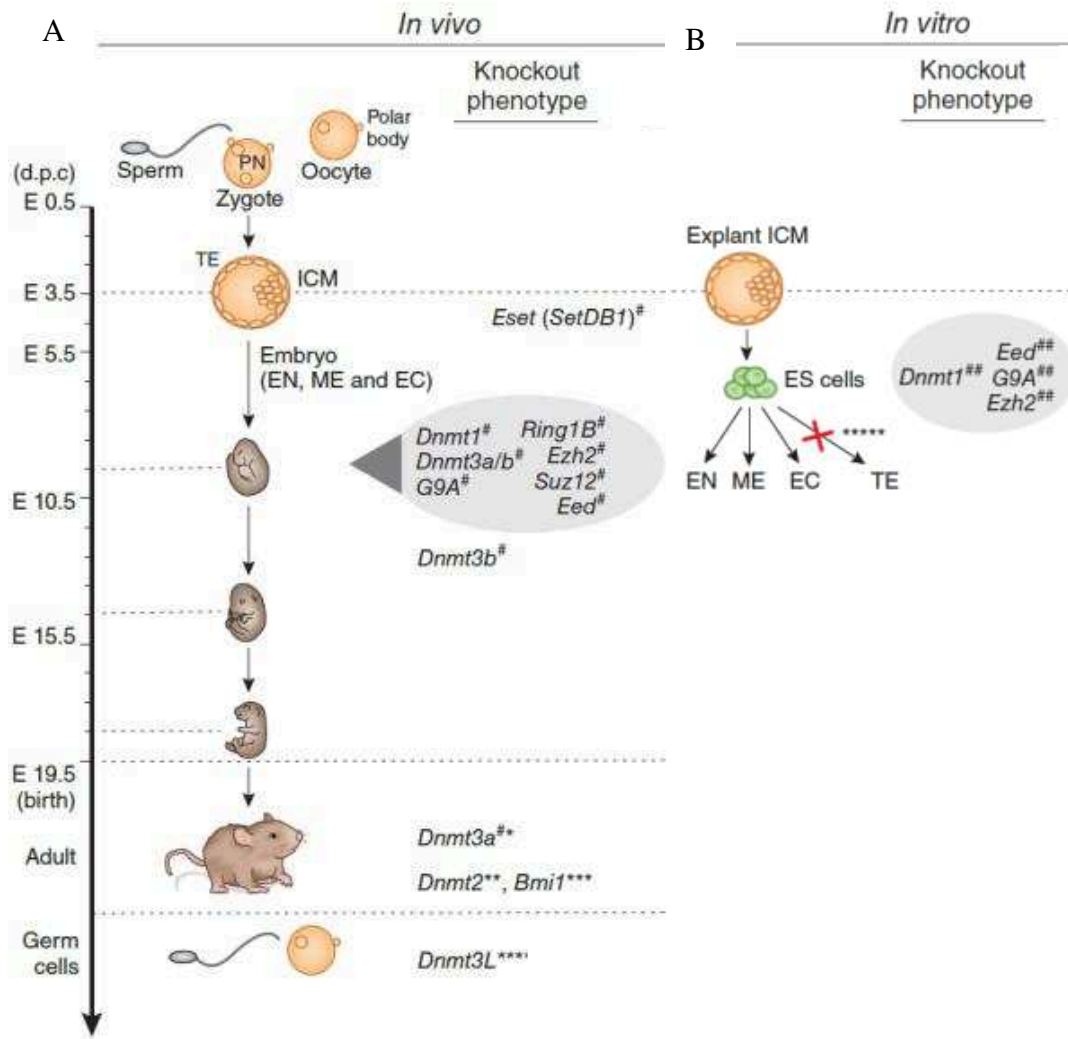 A
In vivo
Knockout
phenotype
Polar
body
PN
Sperm
Oocyte
Zygote
(d.p.c)
E 0.5
TE
ICM
E 3.5
Eset (SetDB1)#
E 5.5
Embryo
(EN, ME and EC)
Dnmt1#
Dnmt3a/b#
G9A#
Ring1B#
Ezh2#
Suz12#
Eed#
E 10.5
Dnmt3b#
E 15.5
E 19.5
(birth)
Adult
Dnmt3a#*
Dnmt2**, Bmi1***
Germ
cells
Dnmt3L****
B
In vitro
Knockout
phenotype
Explant ICM
ES cells
Dnmt1##
Eed##
G9A##
Ezh2##
*****
EN ME EC TE